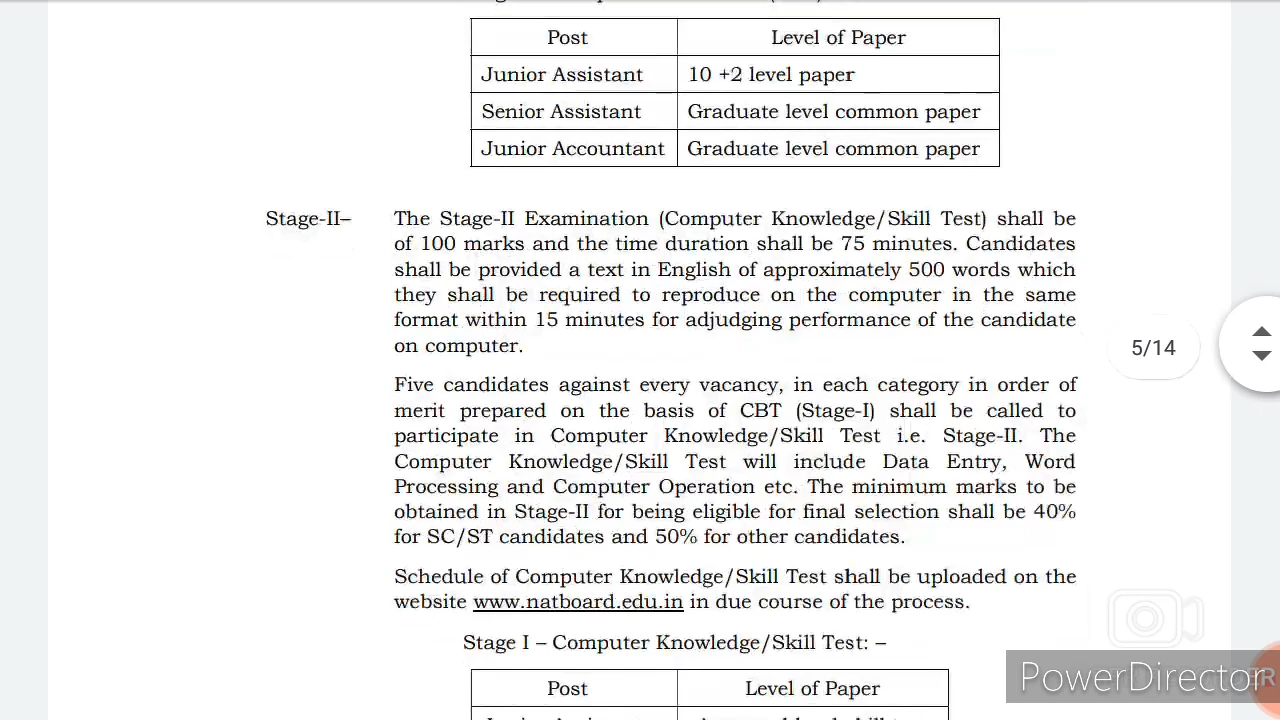 Post Level of Paper
Junior Assistant 10 +2 level paper
Senior Assistant Graduate level common paper
Junior Accountant Graduate level common paper
Stage-II– The Stage-II Examination (Computer Knowledge/Skill Test) shall be
of 100 marks and the time duration shall be 75 minutes. Candidates
shall be provided a text in English of approximately 500 words which
they shall be required to reproduce on the computer in the same
format within 15 minutes for adjudging performance of the candidate
on computer.
5/14
Five candidates against every vacancy, in each category in order of
merit prepared on the basis of CBT (Stage-I) shall be called to
participate in Computer Knowledge/Skill Test i.e. Stage-II. The
Computer Knowledge/Skill Test will include Data Entry, Word
Processing and Computer Operation etc. The minimum marks to be
obtained in Stage-II for being eligible for final selection shall be 40%
for SC/ST candidates and 50% for other candidates.
Schedule of Computer Knowledge/Skill Test shall be uploaded on the
website www.natboard.edu.in in due course of the process.
Stage I – Computer Knowledge/Skill Test: –
PowerDirector
Post Level of Paper